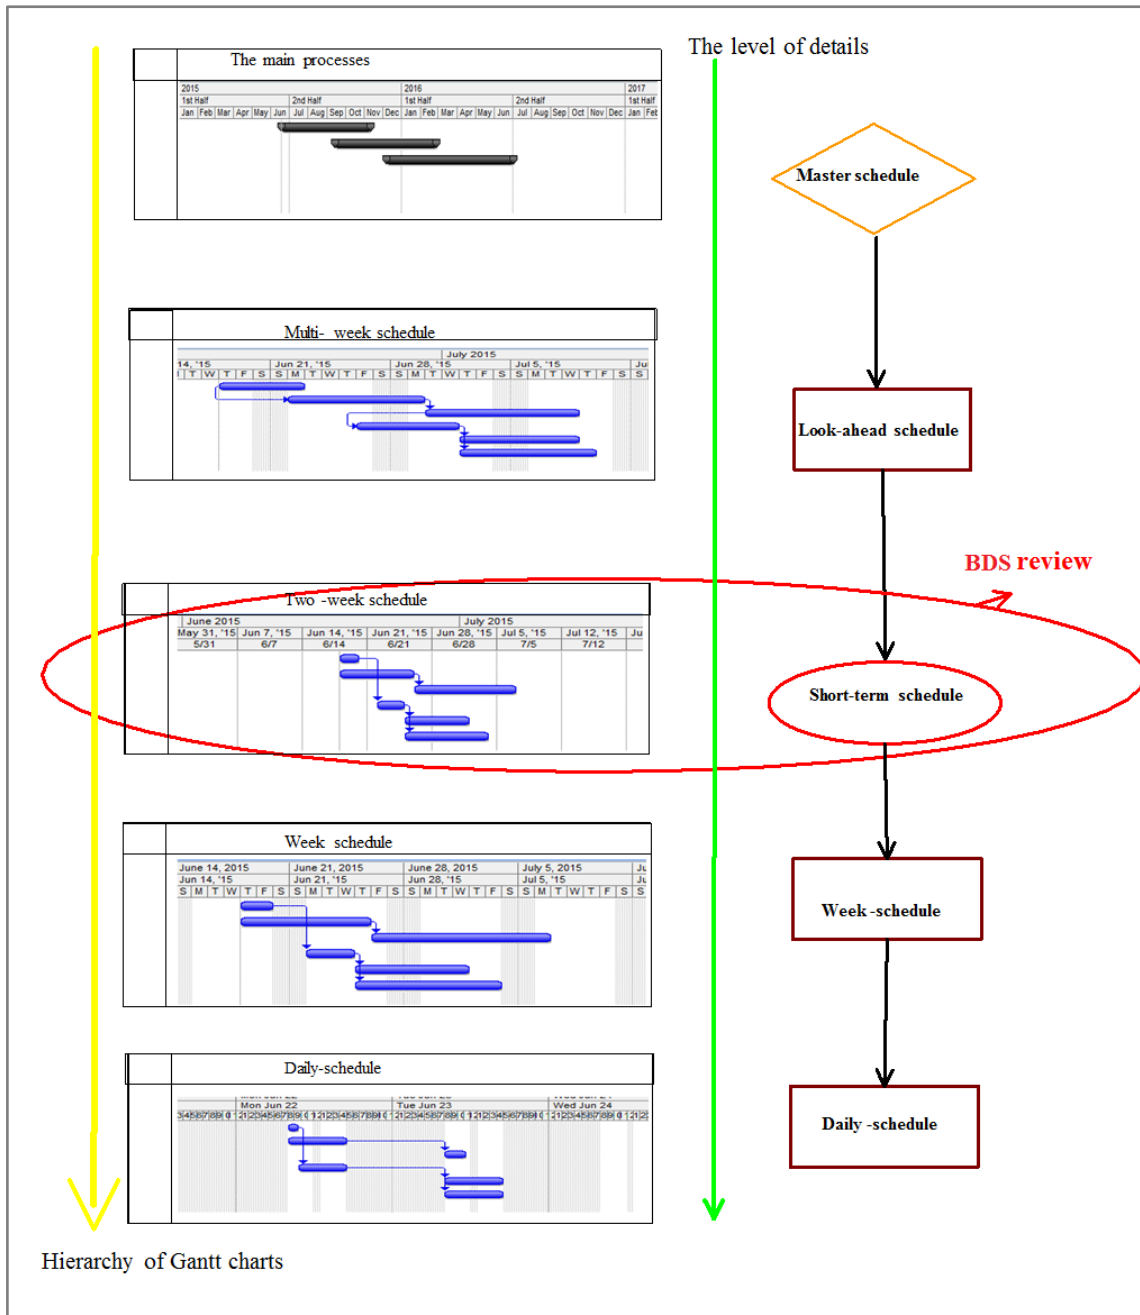 The main processes
The level of details
2015 2016 2017
1st Half 2nd Half 1st Half 2nd Half 1st Half
Jan Feb Mar Apr May Jun Jul Aug Sep Oct Nov Dec Jan Feb Mar Apr May Jun Jul Aug Sep Oct Nov Dec Jan Feb
Master schedule
Multi- week schedule
July 2015
14, '15 Jun 21, '15 Jun 28, '15 Jul 5, '15 Ju
T W T F S S M T W T F S S M T W T F S S M T W T F S S
Look-ahead schedule
BDS review
Two -week schedule
June 2015 July 2015
May 31, '15 Jun 7, '15 Jun 14, '15 Jun 21, '15 Jun 28, '15 Jul 5, '15 Jul 12, '15 Ju
5/31 6/7 6/14 6/21 6/28 7/5 7/12
Short-term schedule
Week schedule
June 14, 2015 June 21, 2015 June 28, 2015 July 5, 2015 Ju
Jun 14, '15 Jun 21, '15 Jun 28, '15 Jul 5, '15 Ju
S M T W T F S S M T W T F S S M T W T F S S M T W T F S S
Week -schedule
Daily-schedule
Mon Jun 22 Tue Jun 23 Wed Jun 24
Daily -schedule
Hierarchy of Gantt charts